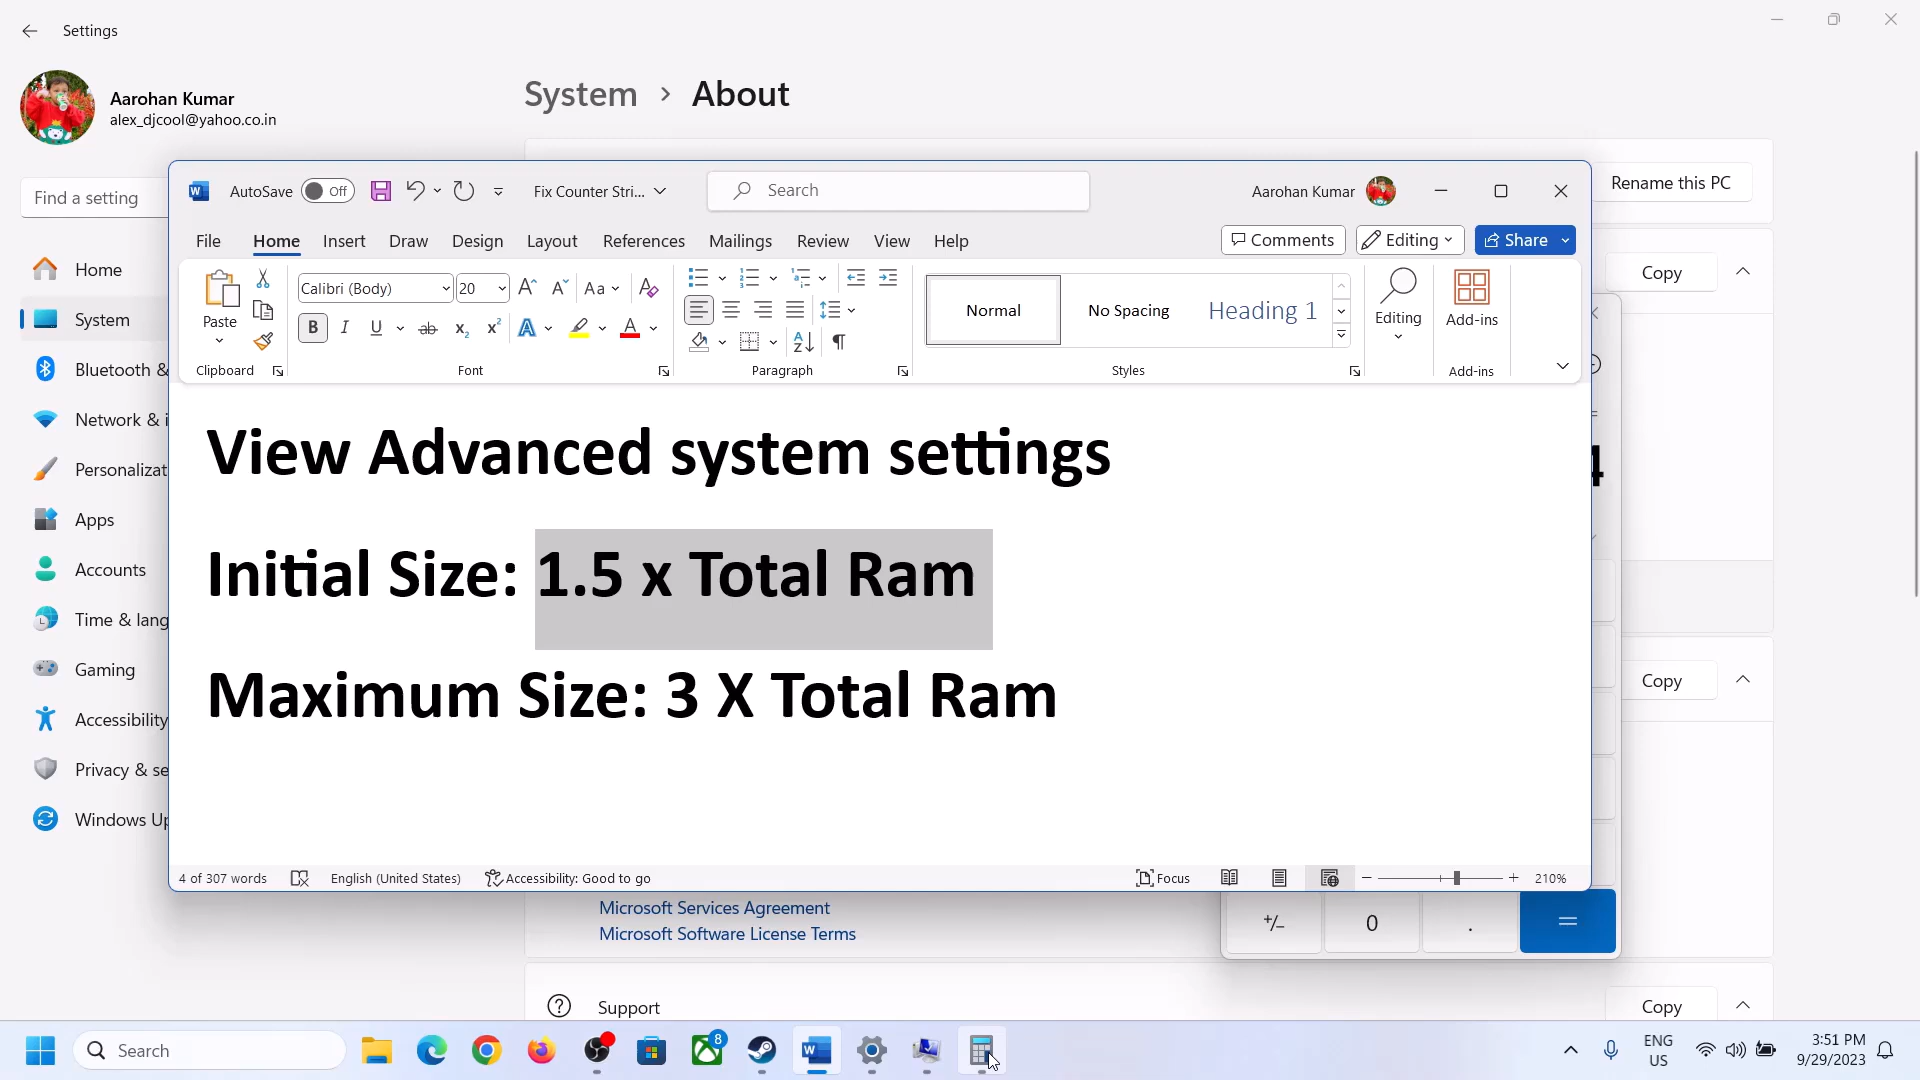 Settings
Aarohan Kumar
alex_djcool@yahoo.co.in
System > About
Find a setting
Rename this PC
Home
System
Bluetooth &
Network & i
Personalizat
Apps
Accounts
Time & lang
Gaming
Accessibility
Privacy & se
Windows Up
AutoSave Off
Fix Counter Stri...
Search
Aarohan Kumar
File Home Insert Draw Design Layout References Mailings Review View Help
Comments Editing Share
Paste
Calibri (Body) 20
Normal
No Spacing
Heading 1
Editing
Add-ins
Clipboard Font Paragraph Styles Add-ins
View Advanced system settings
Initial Size: 1.5 x Total Ram
Maximum Size: 3 X Total Ram
4 of 307 words English (United States) Accessibility: Good to go
Focus
210%
Copy
4
Copy
+/− 0 . =
Microsoft Services Agreement
Microsoft Software License Terms
Support
Copy
Search
8
ENG
US
3:51 PM
9/29/2023